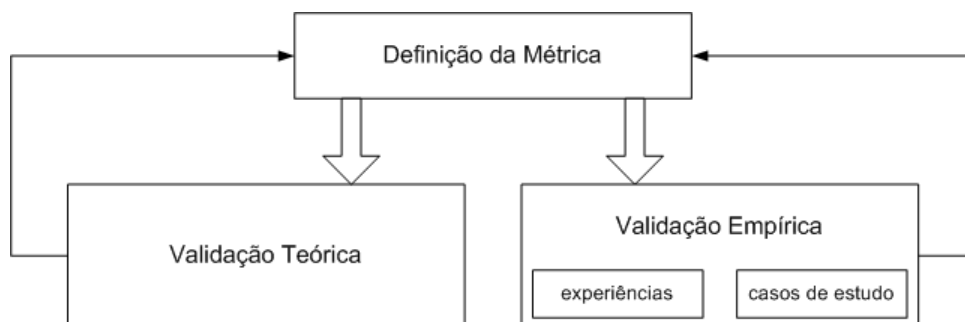 Definição da Métrica
Validação Teórica
Validação Empírica
experiências
casos de estudo